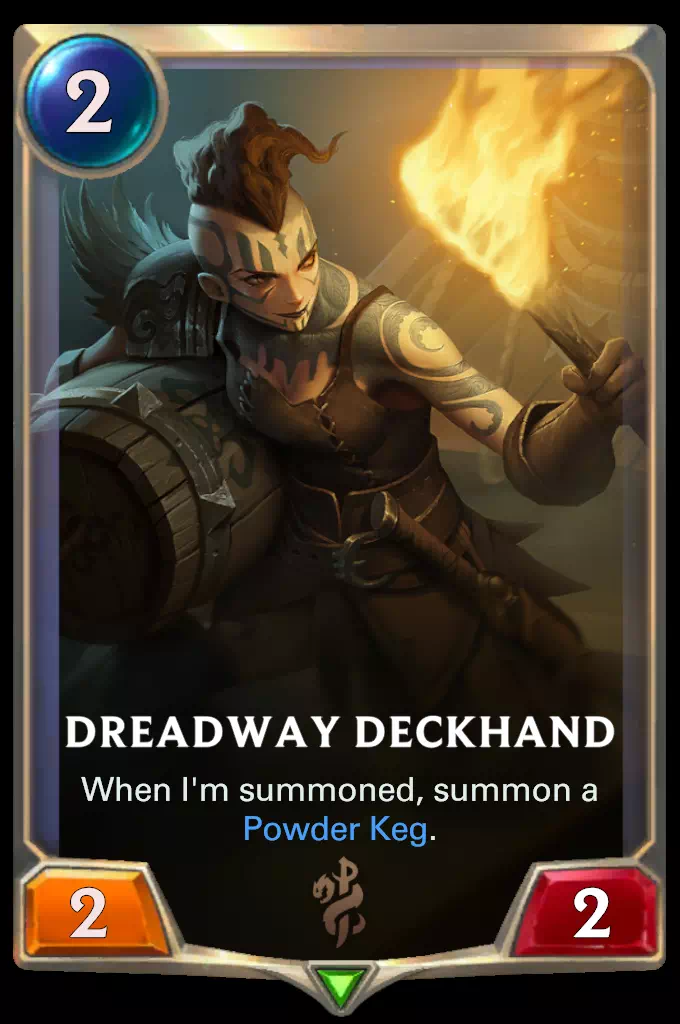 2
DREADWAY DECKHAND
When I'm summoned, summon a
Powder Keg.
2 2